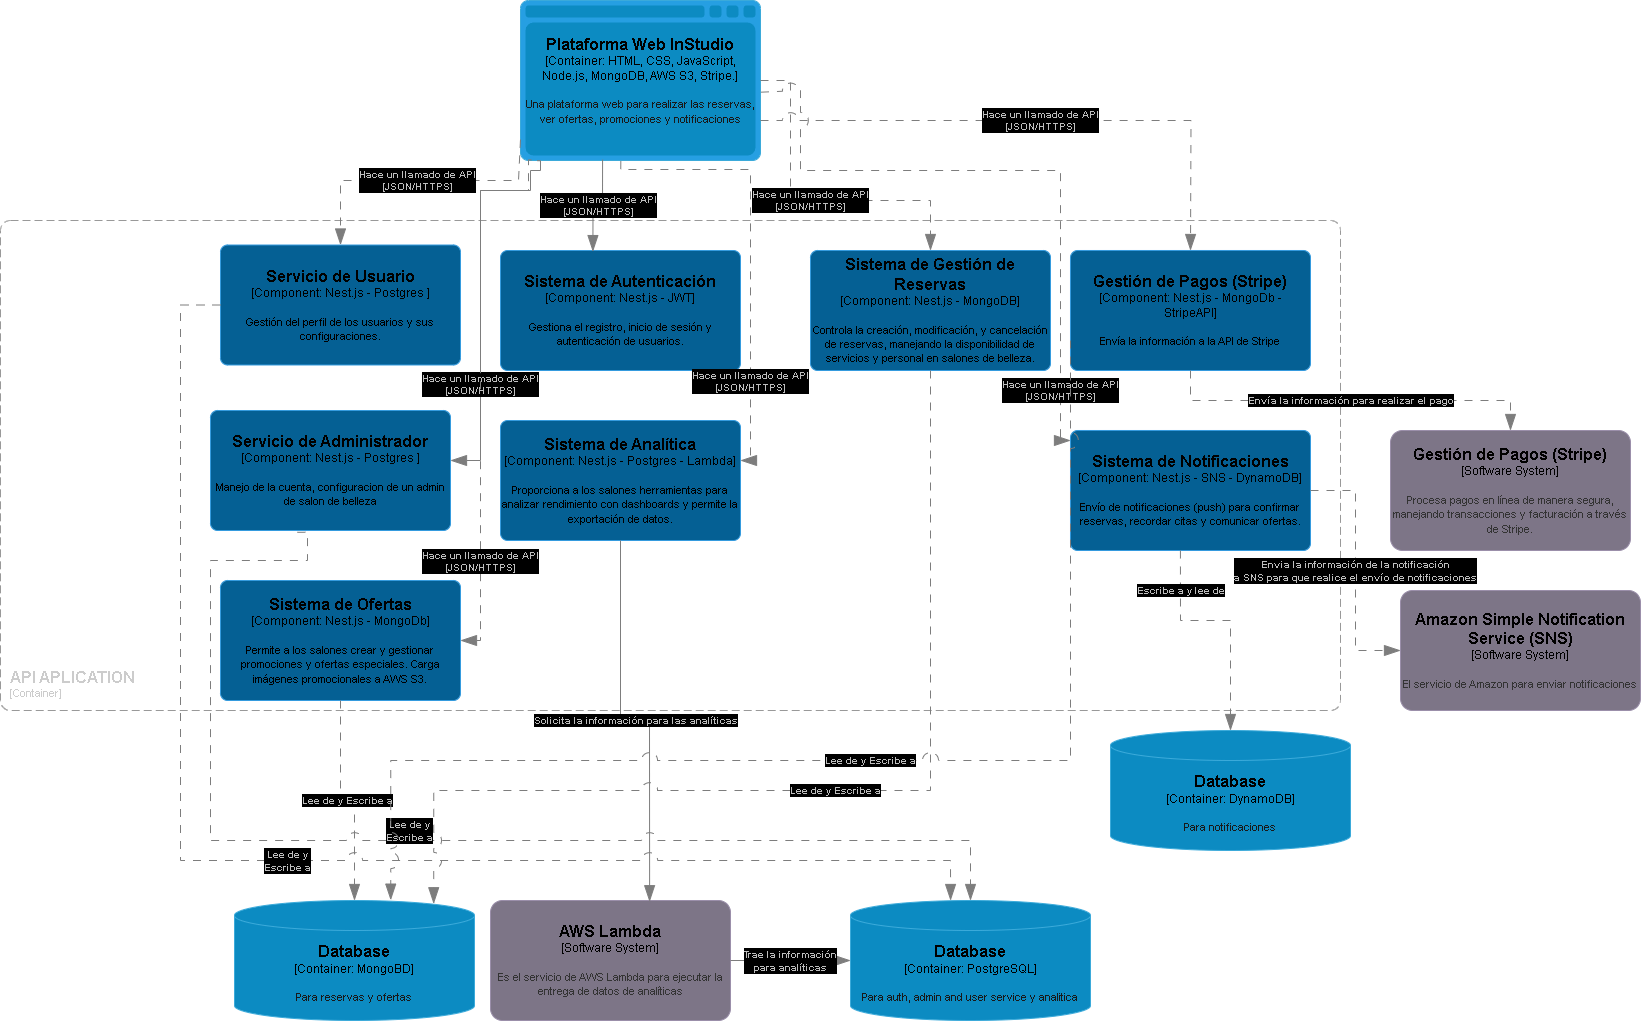 Plataforma Web InStudio
[Container: HTML, CSS, JavaScript,
Node.js, MongoDB, AWS S3, Stripe.]
Una plataforma web para realizar las reservas,
ver ofertas, promociones y notificaciones
Hace un llamado de API
[JSON/HTTPS]
Hace un llamado de API
[JSON/HTTPS]
Hace un llamado de API
[JSON/HTTPS]
Hace un llamado de API
[JSON/HTTPS]
Servicio de Usuario
[Component: Nest.js - Postgres ]
Gestión del perfil de los usuarios y sus
configuraciones.
Sistema de Autenticación
[Component: Nest.js - JWT]
Gestiona el registro, inicio de sesión y
autenticación de usuarios.
Sistema de Gestión de
Reservas
[Component: Nest.js - MongoDB]
Controla la creación, modificación, y cancelación
de reservas, manejando la disponibilidad de
servicios y personal en salones de belleza.
Gestión de Pagos (Stripe)
[Component: Nest.js - MongoDb -
StripeAPI]
Envía la información a la API de Stripe
Hace un llamado de API
[JSON/HTTPS]
Hace un llamado de API
[JSON/HTTPS]
Hace un llamado de API
[JSON/HTTPS]
Envía la información para realizar el pago
Servicio de Administrador
[Component: Nest.js - Postgres ]
Manejo de la cuenta, configuracion de un admin
de salon de belleza
Sistema de Analítica
[Component: Nest.js - Postgres - Lambda]
Proporciona a los salones herramientas para
analizar rendimiento con dashboards y permite la
exportación de datos.
Sistema de Notificaciones
[Component: Nest.js - SNS - DynamoDB]
Envio de notificaciones (push) para confirmar
reservas, recordar citas y comunicar ofertas.
Gestión de Pagos (Stripe)
[Software System]
Procesa pagos en línea de manera segura,
manejando transacciones y facturación a través
de Stripe.
Hace un llamado de API
[JSON/HTTPS]
Envia la información de la notificación
a SNS para que realice el envío de notificaciones
Escribe a y lee de
Sistema de Ofertas
[Component: Nest.js - MongoDb]
Permite a los salones crear y gestionar
promociones y ofertas especiales. Carga
imágenes promocionales a AWS S3.
Amazon Simple Notification
Service (SNS)
[Software System]
El servicio de Amazon para enviar notificaciones
API APLICATION
[Container]
Solicita la información para las analíticas
Lee de y Escribe a
Lee de y Escribe a
Lee de y Escribe a
Lee de y
Escribe a
Lee de y
Escribe a
Database
[Container: DynamoDB]
Para notificaciones
Database
[Container: MongoBD]
Para reservas y ofertas
AWS Lambda
[Software System]
Es el servicio de AWS Lambda para ejecutar la
entrega de datos de analíticas
Trae la información
para analíticas
Database
[Container: PostgreSQL]
Para auth, admin and user service y analitica